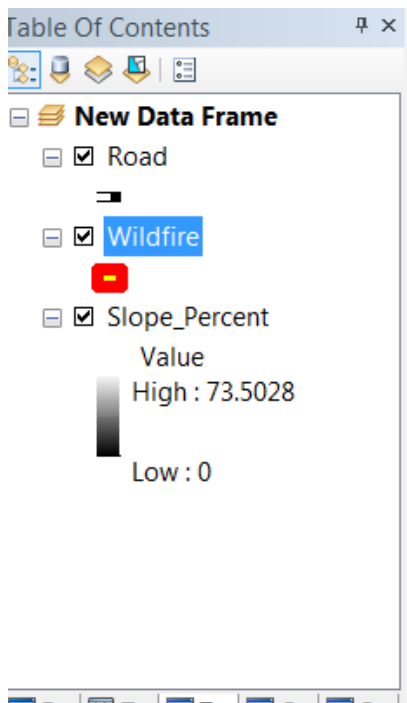 Table Of Contents
New Data Frame
Road
Wildfire
Slope_Percent
Value
High : 73.5028
Low : 0